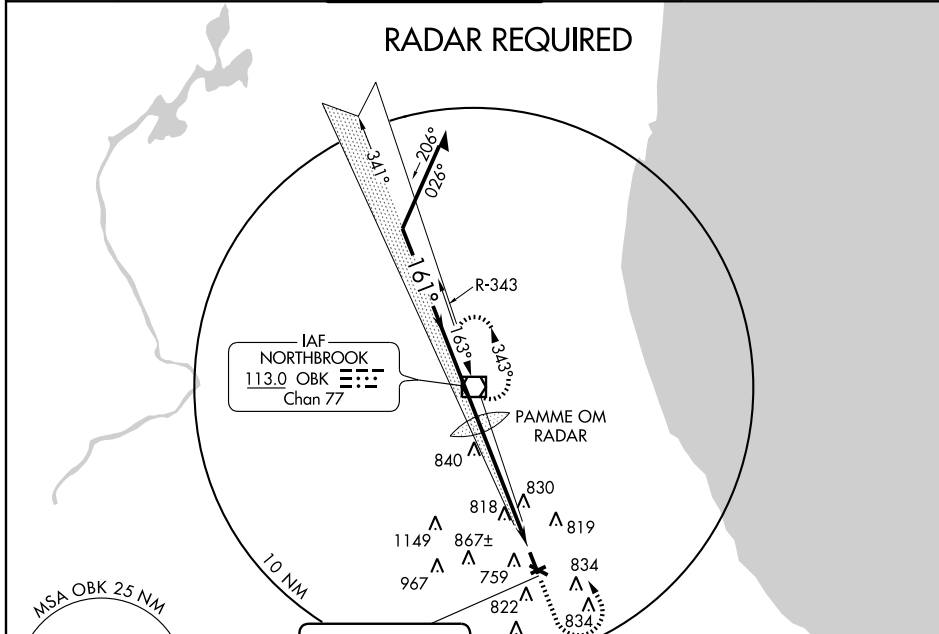 RADAR REQUIRED
206°
026°
341°
161°
R-343
163°
343°
IAF
NORTHBROOK
113.0 OBK
Chan 77
PAMME OM
RADAR
840
830
818
819
1149
867±
967
759
834
822
834
10 NM
MSA OBK 25 NM